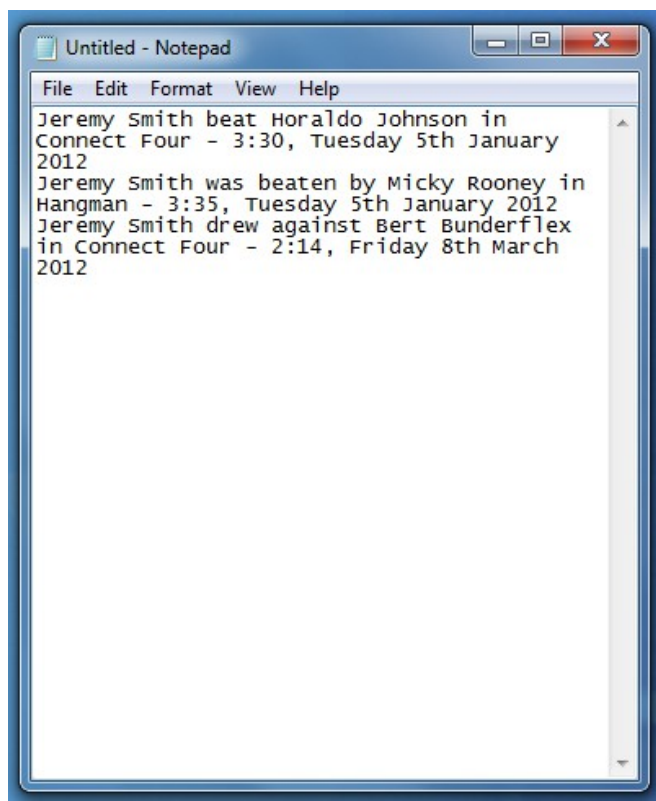 Untitled - Notepad
File Edit Format View Help
Jeremy Smith beat Horaldo Johnson in
Connect Four - 3:30, Tuesday 5th January
2012
Jeremy Smith was beaten by Micky Rooney in
Hangman - 3:35, Tuesday 5th January 2012
Jeremy Smith drew against Bert Bunderflex
in Connect Four - 2:14, Friday 8th March
2012